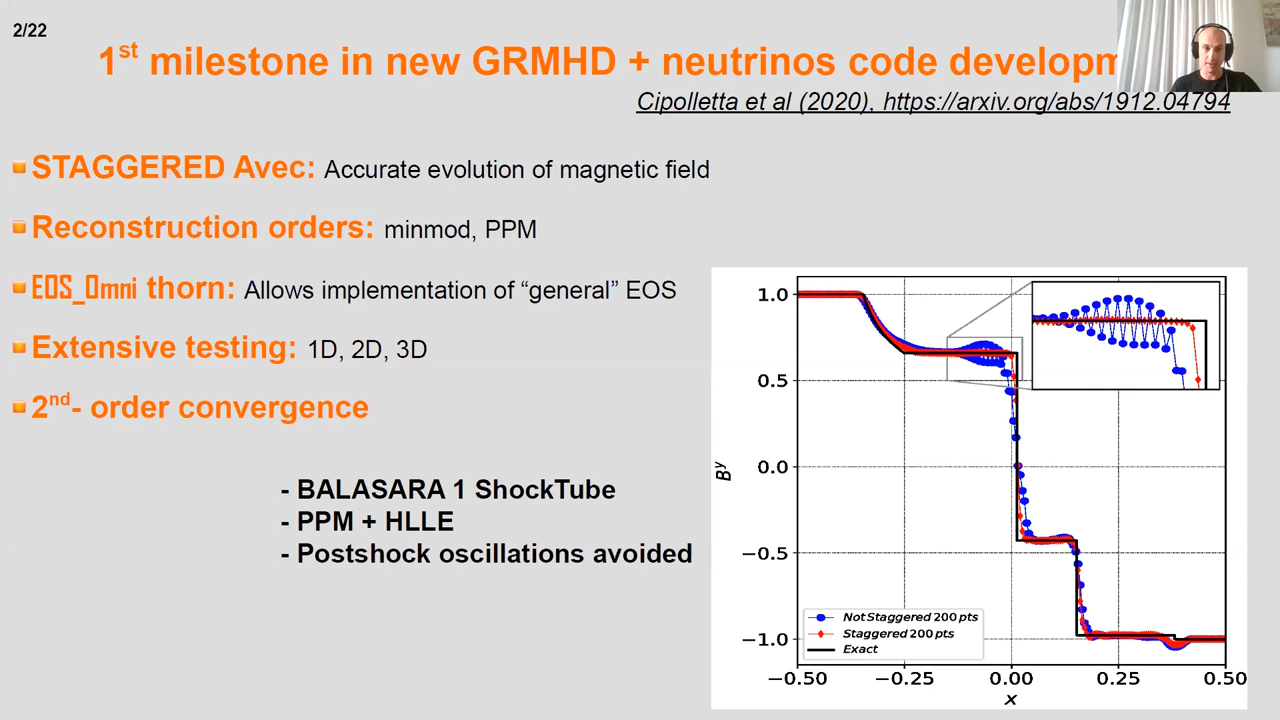 2/22
1st milestone in new GRMHD + neutrinos code developm
Cipolletta et al (2020), https://arxiv.org/abs/1912.04794
STAGGERED Avec: Accurate evolution of magnetic field
Reconstruction orders: minmod, PPM
EOS_Omni thorn: Allows implementation of “general” EOS
Extensive testing: 1D, 2D, 3D
2nd- order convergence
- BALASARA 1 ShockTube
- PPM + HLLE
- Postshock oscillations avoided
1.0
0.5
0.0
−0.5
−1.0
By
Not Staggered 200 pts
Staggered 200 pts
Exact
−0.50 −0.25 0.00 0.25 0.50
x